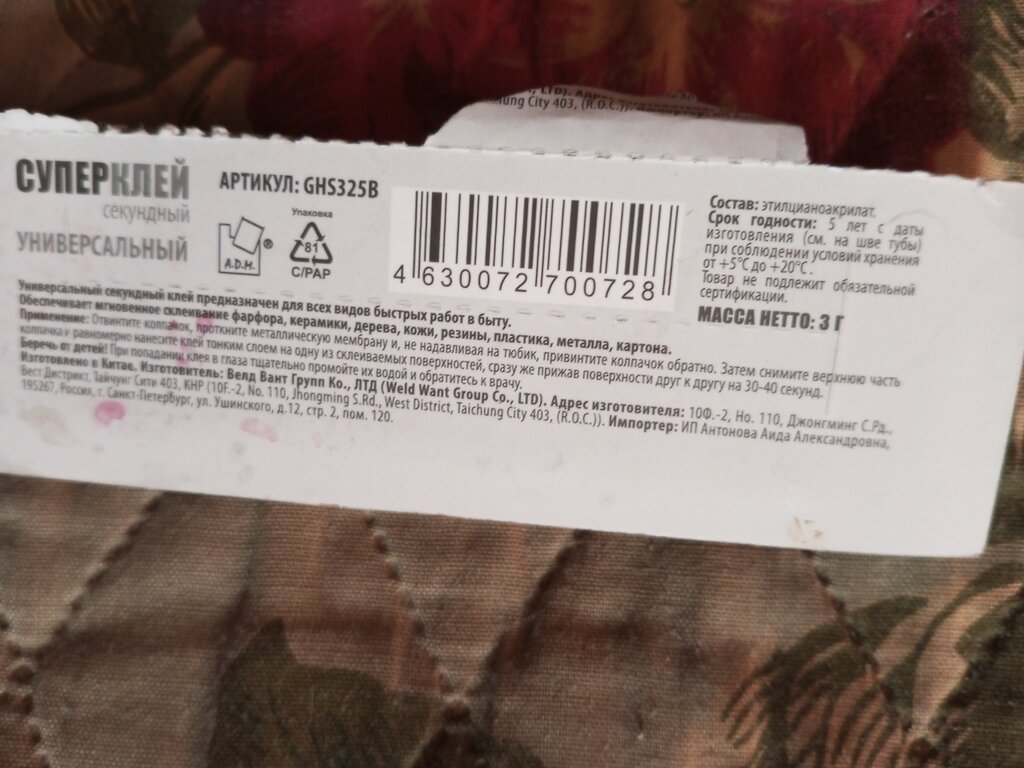 , LTD). Адрес
hung City 403, (R.O.C.)).
СУПЕРКЛЕЙ
секундный
УНИВЕРСАЛЬНЫЙ
АРТИКУЛ: GHS325B
A.D.M.
®
Упаковка
81
C/PAP
4 630072 700728
Состав: этилцианоакрилат.
Срок годности: 5 лет с даты
изготовления (см. на шве тубы)
при соблюдении условий хранения
от +5°C до +20°C.
Товар не подлежит обязательной
сертификации.
МАССА НЕТТО: 3 Г
Универсальный секундный клей предназначен для всех видов быстрых работ в быту.
Обеспечивает мгновенное склеивание фарфора, керамики, дерева, кожи, резины, пластика, металла, картона.
Применение: Отвинтите колпачок, проткните металлическую мембрану и, не надавливая на тюбик, привинтите колпачок обратно. Затем снимите верхнюю часть
колпачка и равномерно нанесите клей тонким слоем на одну из склеиваемых поверхностей, сразу же прижав поверхности друг к другу на 30-40 секунд.
Беречь от детей! При попадании клея в глаза тщательно промойте их водой и обратитесь к врачу.
Изготовлено в Китае. Изготовитель: Велд Вант Групп Ко., ЛТД (Weld Want Group Co., LTD). Адрес изготовителя: 10Ф.-2, Но. 110, Джонгминг С.Рд.,
Вест Дистрикт, Тайчунг Сити 403, КНР (10F.-2, No. 110, Jhongming S.Rd., West District, Taichung City 403, (R.O.C.)). Импортер: ИП Антонова Аида Александровна,
195267, Россия, г. Санкт-Петербург, ул. Ушинского, д.12, стр. 2, пом. 120.